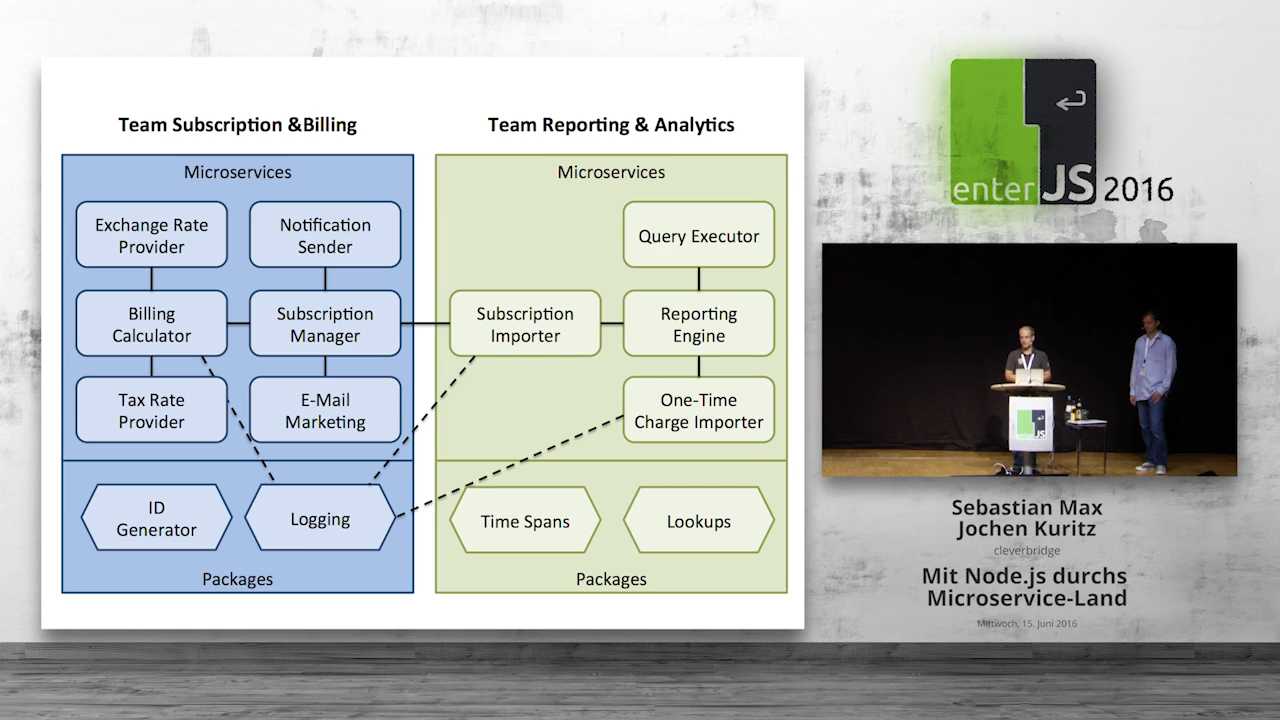 Team Subscription &Billing
Team Reporting & Analytics
Microservices
Exchange Rate
Provider
Notification
Sender
Billing
Calculator
Subscription
Manager
Tax Rate
Provider
E-Mail
Marketing
ID
Generator
Logging
Packages
Microservices
Query Executor
Subscription
Importer
Reporting
Engine
One-Time
Charge Importer
Time Spans
Lookups
Packages
enterJS 2016
JS
Sebastian Max
Jochen Kuritz
cleverbridge
Mit Node.js durchs
Microservice-Land
Mittwoch, 15. Juni 2016